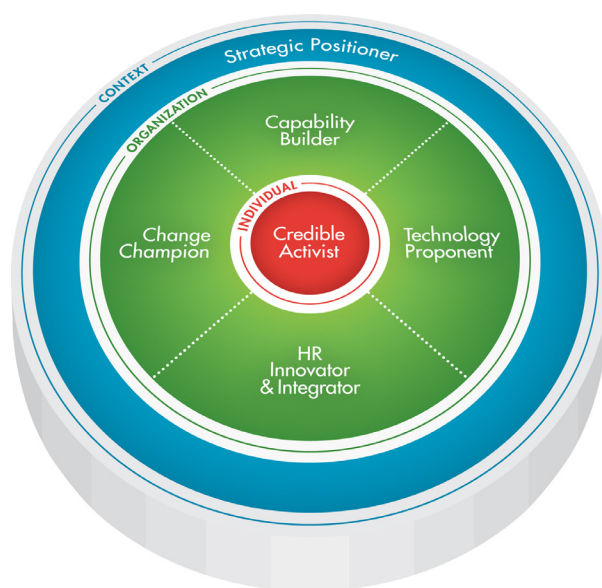 Strategic Positioner
CONTEXT
ORGANIZATION
Capability
Builder
INDIVIDUAL
Change
Champion
Credible
Activist
Technology
Proponent
HR
Innovator
& Integrator